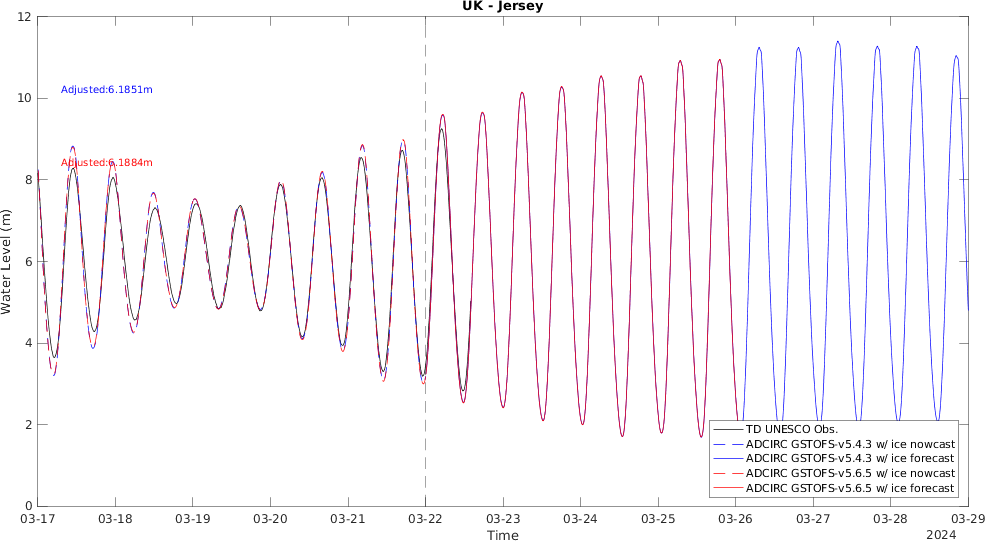 UK - Jersey
12
10
8
6
4
2
0
Water Level (m)
Adjusted:6.1851m
Adjusted:6.1884m
TD UNESCO Obs.
ADCIRC GSTOFS-v5.4.3 w/ ice nowcast
ADCIRC GSTOFS-v5.4.3 w/ ice forecast
ADCIRC GSTOFS-v5.6.5 w/ ice nowcast
ADCIRC GSTOFS-v5.6.5 w/ ice forecast
03-17 03-18 03-19 03-20 03-21 03-22 03-23 03-24 03-25 03-26 03-27 03-28 03-29
Time
2024